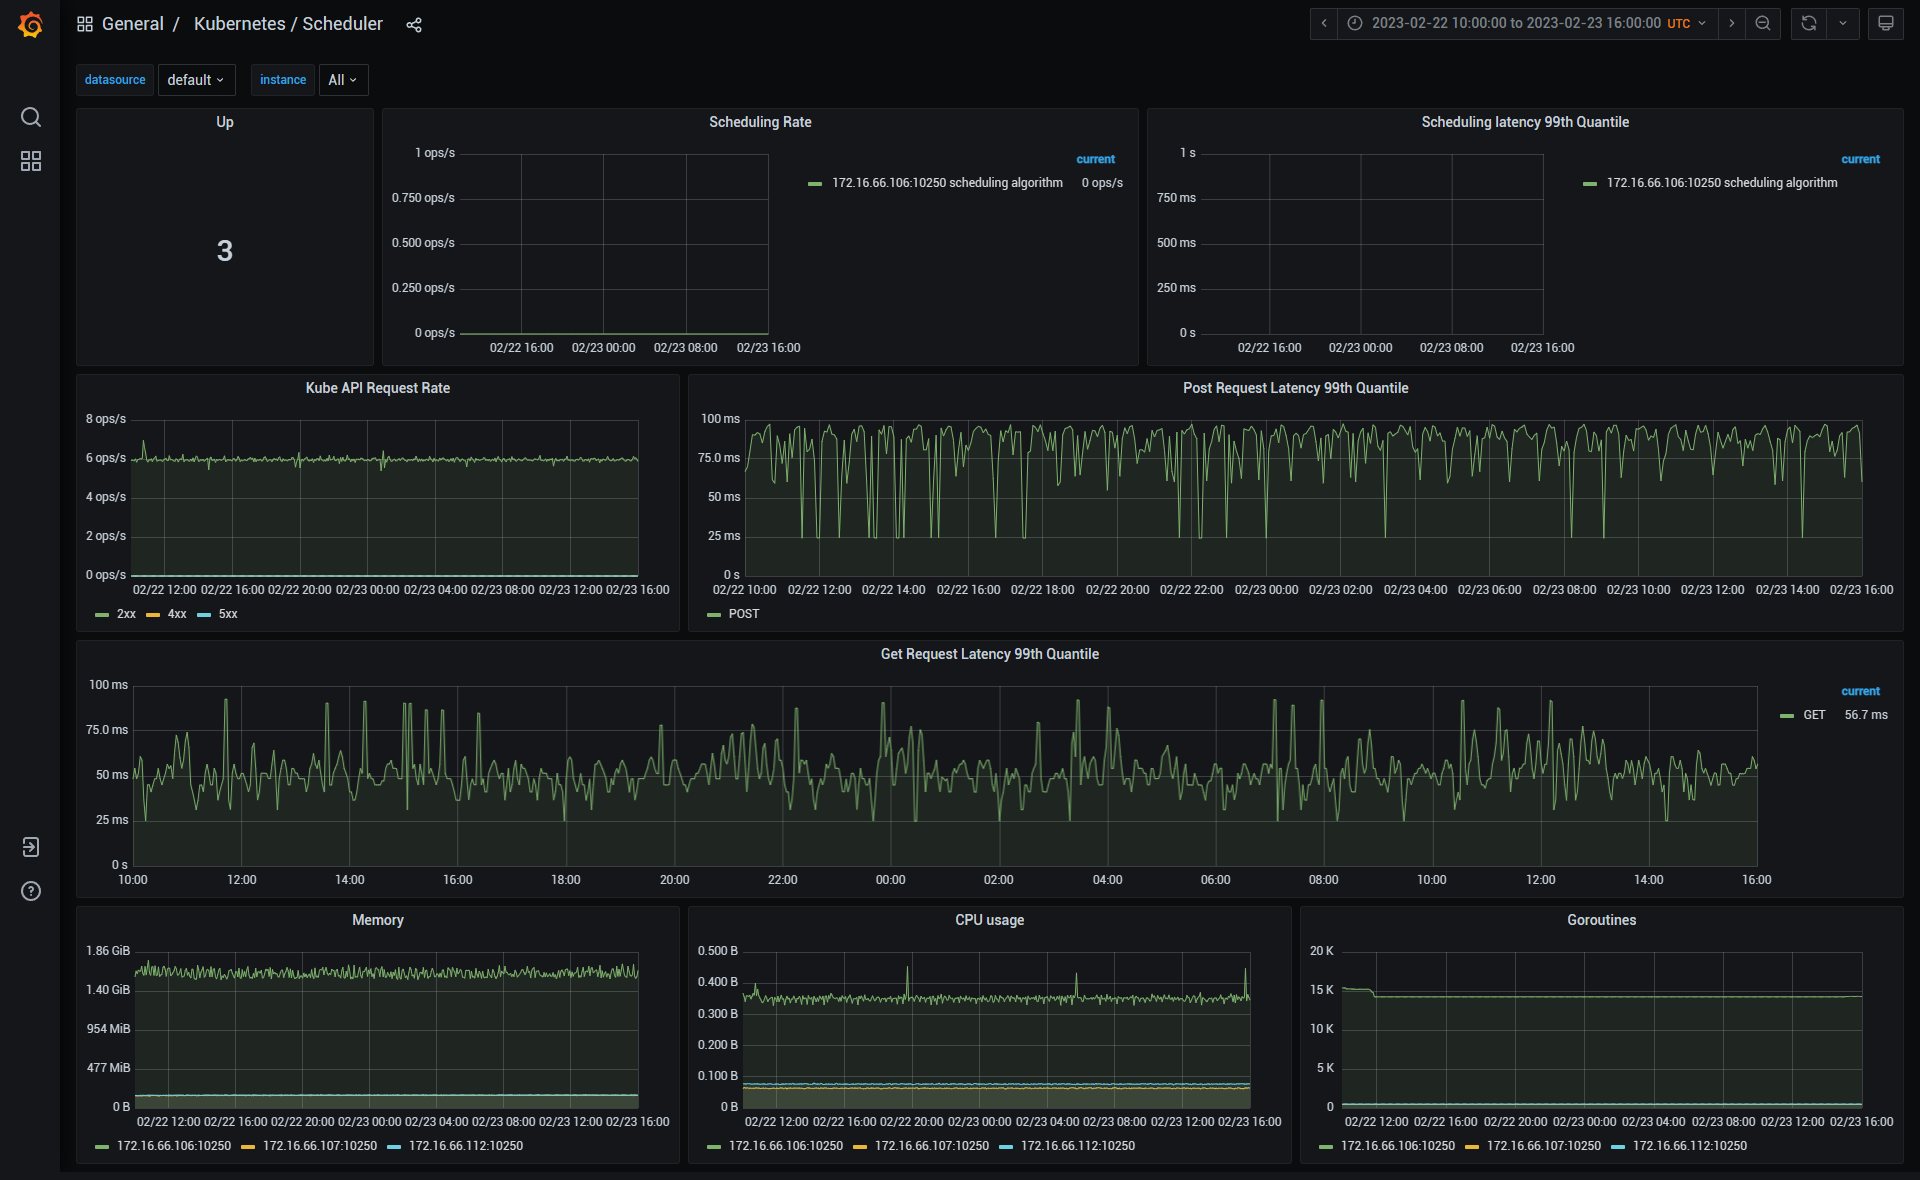 General / Kubernetes / Scheduler
2023-02-22 10:00:00 to 2023-02-23 16:00:00 UTC
datasource default instance All
Up
3
Scheduling Rate
1 ops/s
0.750 ops/s
0.500 ops/s
0.250 ops/s
0 ops/s
02/22 16:00 02/23 00:00 02/23 08:00 02/23 16:00
current
172.16.66.106:10250 scheduling algorithm 0 ops/s
Scheduling latency 99th Quantile
1 s
750 ms
500 ms
250 ms
0 s
02/22 16:00 02/23 00:00 02/23 08:00 02/23 16:00
current
172.16.66.106:10250 scheduling algorithm
Kube API Request Rate
8 ops/s
6 ops/s
4 ops/s
2 ops/s
0 ops/s
02/22 12:00 02/22 16:00 02/22 20:00 02/23 00:00 02/23 04:00 02/23 08:00 02/23 12:00 02/23 16:00
2xx 4xx 5xx
Post Request Latency 99th Quantile
100 ms
75.0 ms
50 ms
25 ms
0 s
02/22 10:00 02/22 12:00 02/22 14:00 02/22 16:00 02/22 18:00 02/22 20:00 02/22 22:00 02/23 00:00 02/23 02:00 02/23 04:00 02/23 06:00 02/23 08:00 02/23 10:00 02/23 12:00 02/23 14:00 02/23 16:00
POST
Get Request Latency 99th Quantile
100 ms
75.0 ms
50 ms
25 ms
0 s
10:00 12:00 14:00 16:00 18:00 20:00 22:00 00:00 02:00 04:00 06:00 08:00 10:00 12:00 14:00 16:00
current
GET 56.7 ms
Memory
1.86 GiB
1.40 GiB
954 MiB
477 MiB
0 B
02/22 12:00 02/22 16:00 02/22 20:00 02/23 00:00 02/23 04:00 02/23 08:00 02/23 12:00 02/23 16:00
172.16.66.106:10250 172.16.66.107:10250 172.16.66.112:10250
CPU usage
0.500 B
0.400 B
0.300 B
0.200 B
0.100 B
0 B
02/22 12:00 02/22 16:00 02/22 20:00 02/23 00:00 02/23 04:00 02/23 08:00 02/23 12:00 02/23 16:00
172.16.66.106:10250 172.16.66.107:10250 172.16.66.112:10250
Goroutines
20 K
15 K
10 K
5 K
0
02/22 12:00 02/22 16:00 02/22 20:00 02/23 00:00 02/23 04:00 02/23 08:00 02/23 12:00 02/23 16:00
172.16.66.106:10250 172.16.66.107:10250 172.16.66.112:10250